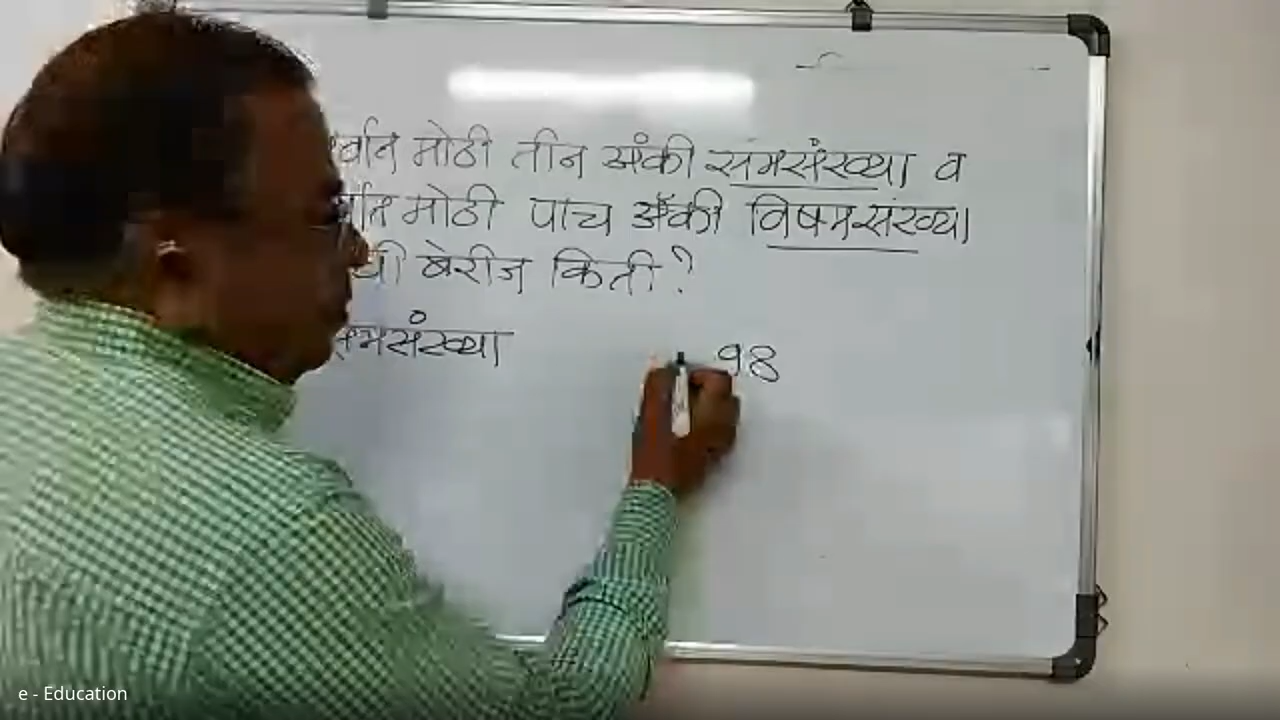 मोठी तीन अंकी समसंख्या व
मोठी पाच अंकी विषमसंख्या
बेरीज किती?
समसंख्या 98
e - Education